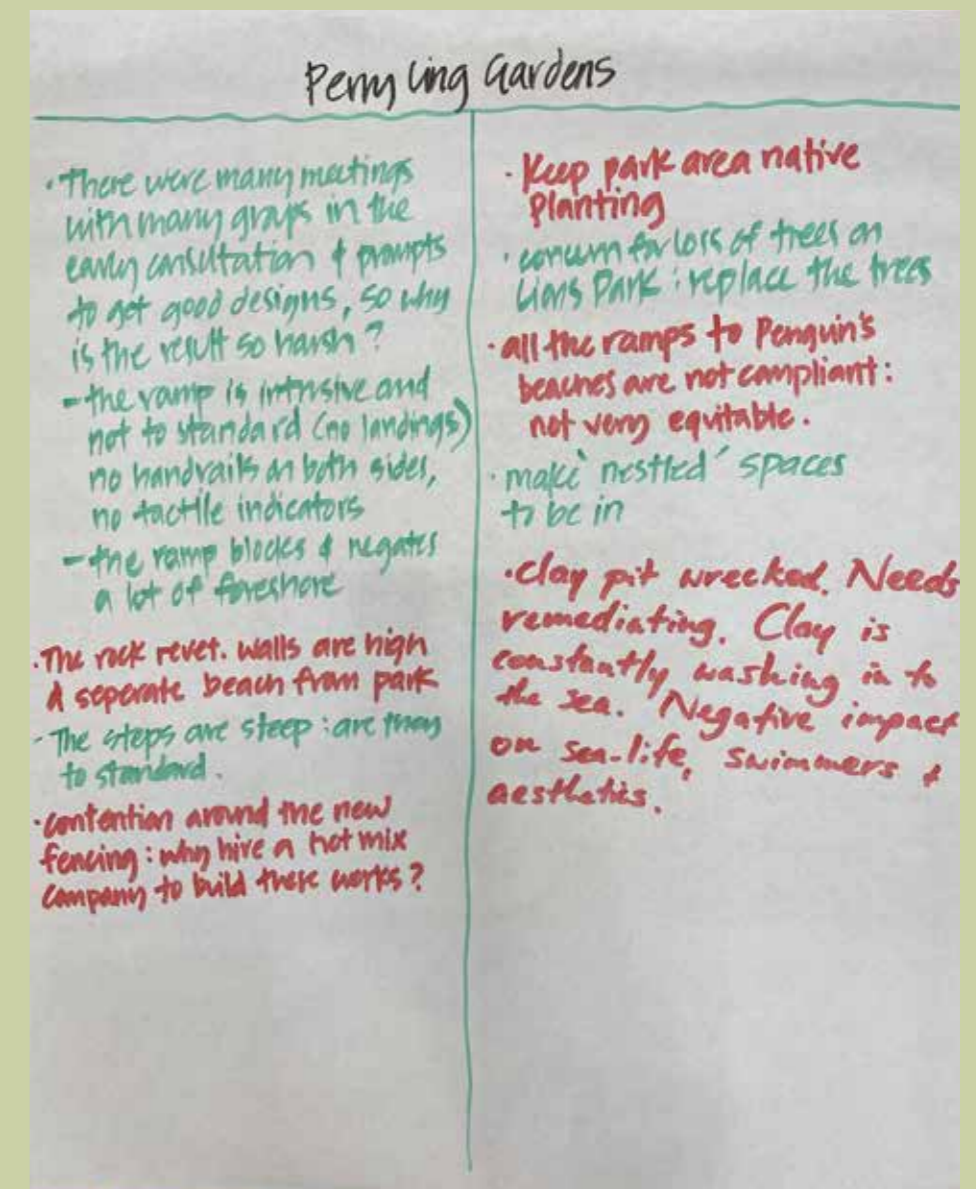 Perry Ling Gardens
• There were many meetings
with many groups in the
early consultation & prompts
to get good designs, so why
is the result so harsh?
- the ramp is intrusive and
not to standard (no landings)
no handrails on both sides,
no tactile indicators
- the ramp blocks & negates
a lot of foreshore
• The rock revet. walls are high
& seperate beach from park
- The steps are steep : are they
to standard.
• contention around the new
fencing : why hire a hot mix
company to build these works?
• Keep park area native
planting
• concern for loss of trees on
Lions Park : replace the trees
• all the ramps to Penguin's
beaches are not compliant :
not very equitable.
• make 'nestled' spaces
to be in
• Clay pit wrecked. Needs
remediating. Clay is
constantly washing in to
the sea. Negative impact
on sea-life, swimmers &
aesthetics.